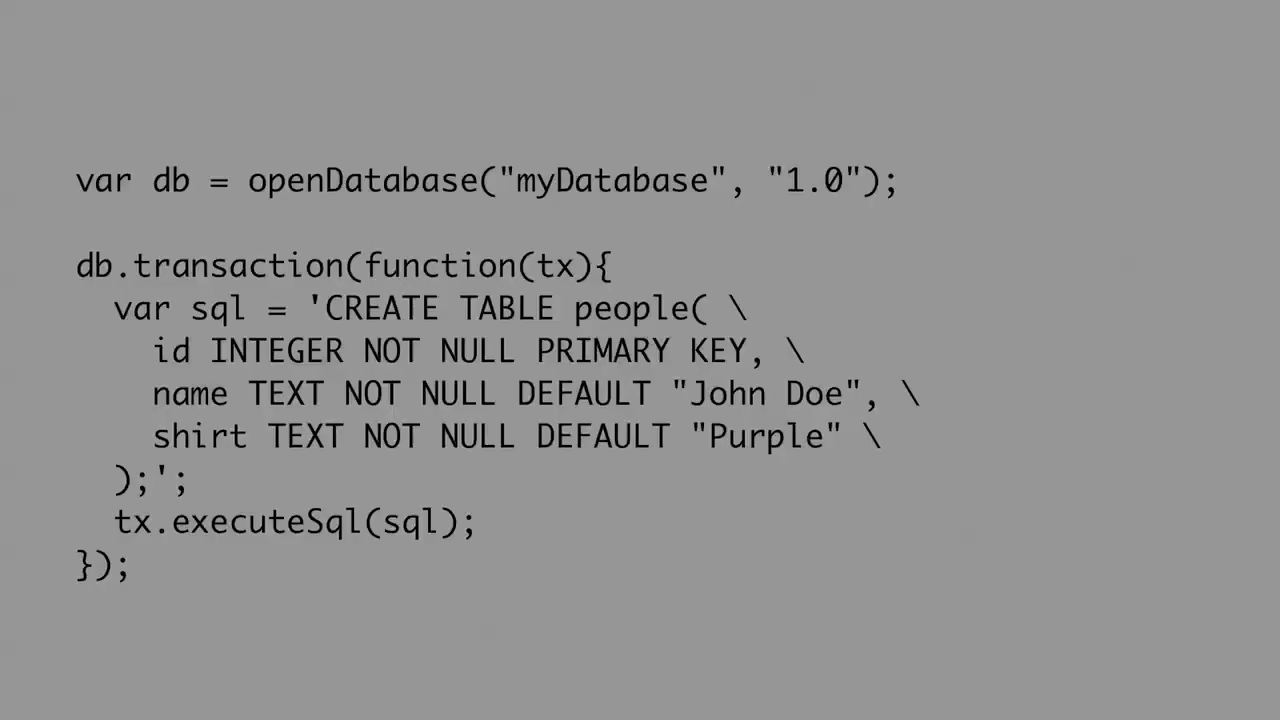 var db = openDatabase("myDatabase", "1.0");

db.transaction(function(tx){
  var sql = 'CREATE TABLE people( \
    id INTEGER NOT NULL PRIMARY KEY, \
    name TEXT NOT NULL DEFAULT "John Doe", \
    shirt TEXT NOT NULL DEFAULT "Purple" \
  );';
  tx.executeSql(sql);
});